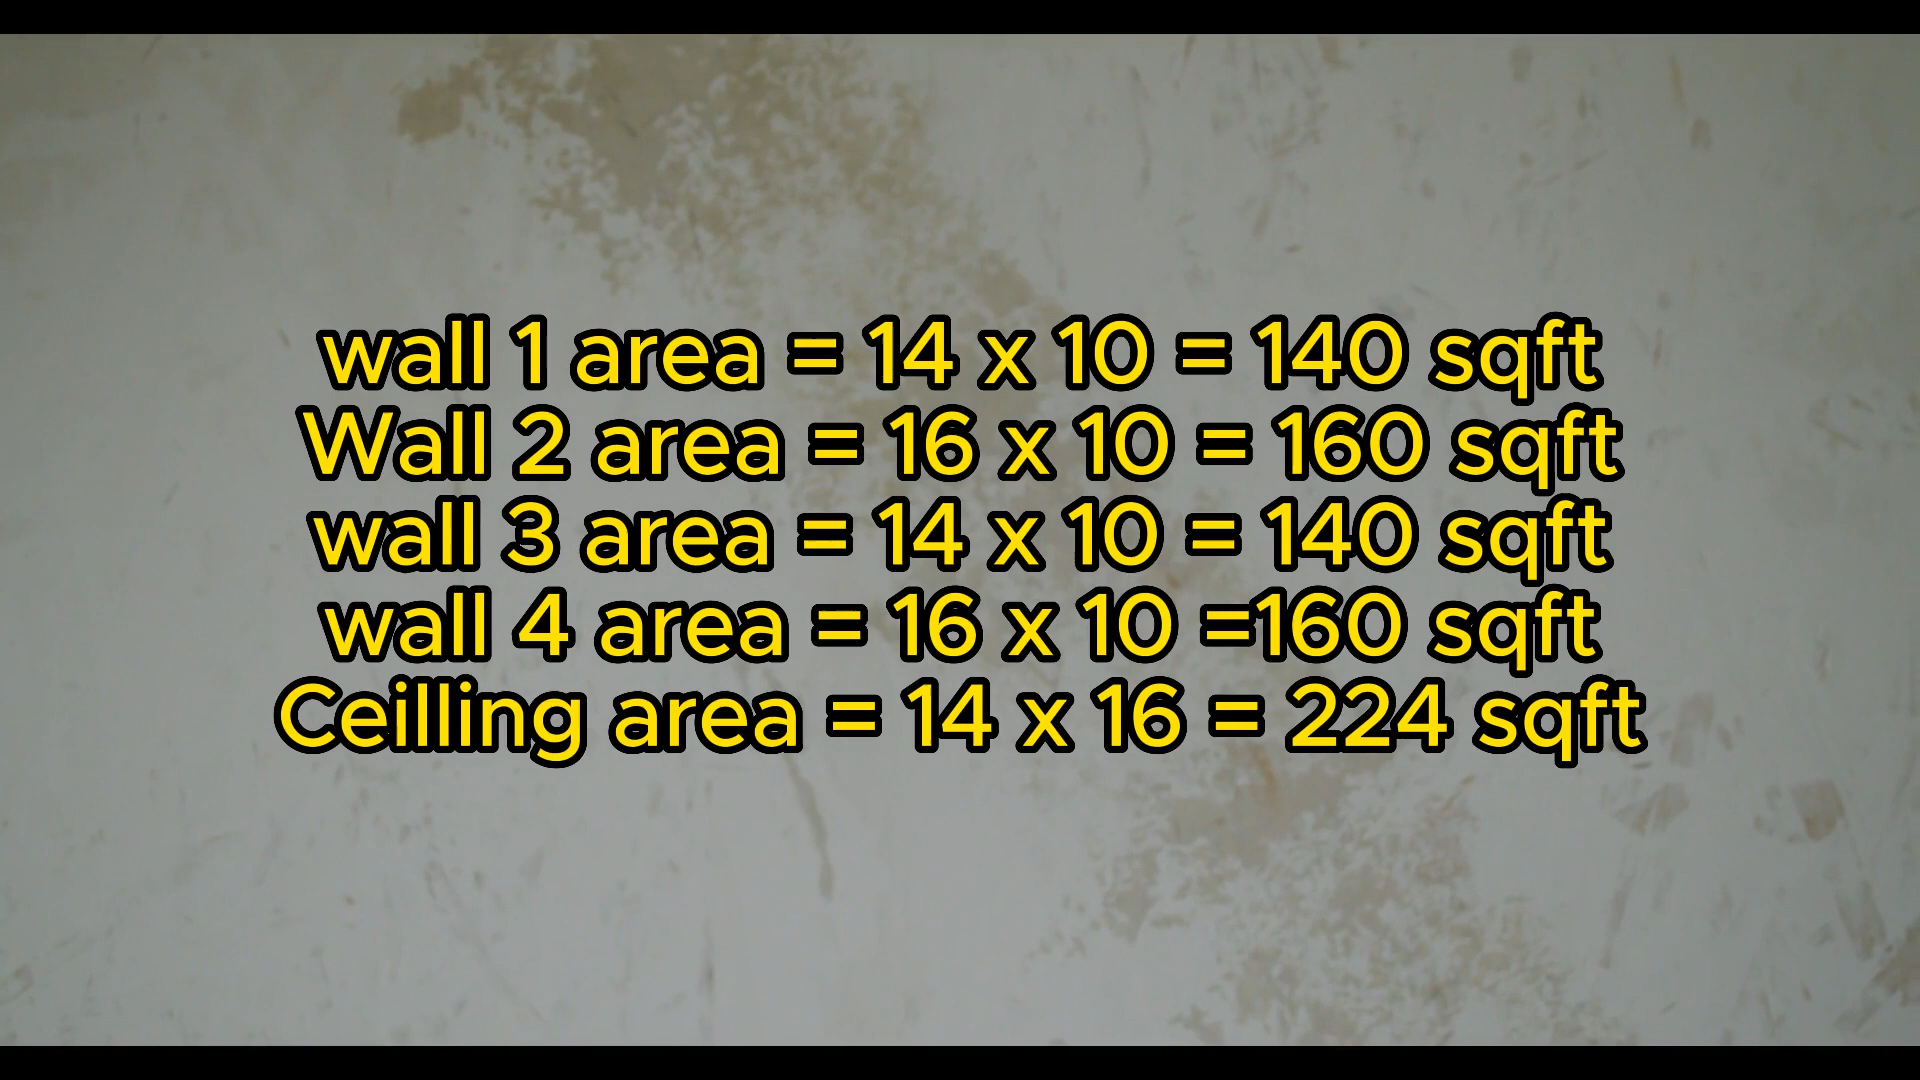 wall 1 area = 14 x 10 = 140 sqft
Wall 2 area = 16 x 10 = 160 sqft
wall 3 area = 14 x 10 = 140 sqft
wall 4 area = 16 x 10 =160 sqft
Ceilling area = 14 x 16 = 224 sqft